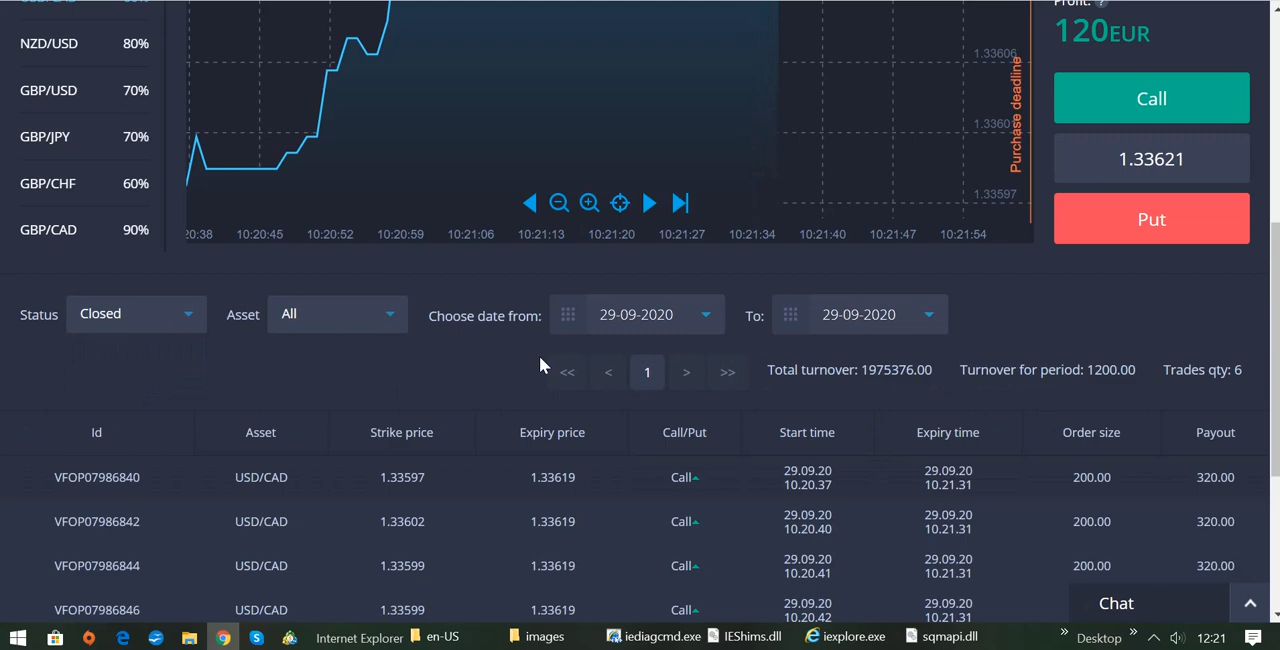 Profit: ?
120EUR
NZD/USD 80%
GBP/USD 70%
GBP/JPY 70%
GBP/CHF 60%
GBP/CAD 90%
1.33606
1.33597
Purchase deadline
Call
1.33621
Put
20:38 10:20:45 10:20:52 10:20:59 10:21:06 10:21:13 10:21:20 10:21:27 10:21:34 10:21:40 10:21:47 10:21:54
Status Closed Asset All Choose date from: 29-09-2020 To: 29-09-2020
<< < 1 > >> Total turnover: 1975376.00 Turnover for period: 1200.00 Trades qty: 6
Id Asset Strike price Expiry price Call/Put Start time Expiry time Order size Payout
VFOP07986840 USD/CAD 1.33597 1.33619 Call 29.09.20 10.20.37 29.09.20 10.21.31 200.00 320.00
VFOP07986842 USD/CAD 1.33602 1.33619 Call 29.09.20 10.20.40 29.09.20 10.21.31 200.00 320.00
VFOP07986844 USD/CAD 1.33599 1.33619 Call 29.09.20 10.20.41 29.09.20 10.21.31 200.00 320.00
VFOP07986846 USD/CAD 1.33599 1.33619 Call 29.09.20 10.20.42 29.09.20 10.21.31
Chat
Internet Explorer en-US images iediagcmd.exe IEShims.dll iexplore.exe sqmapi.dll » Desktop » 12:21